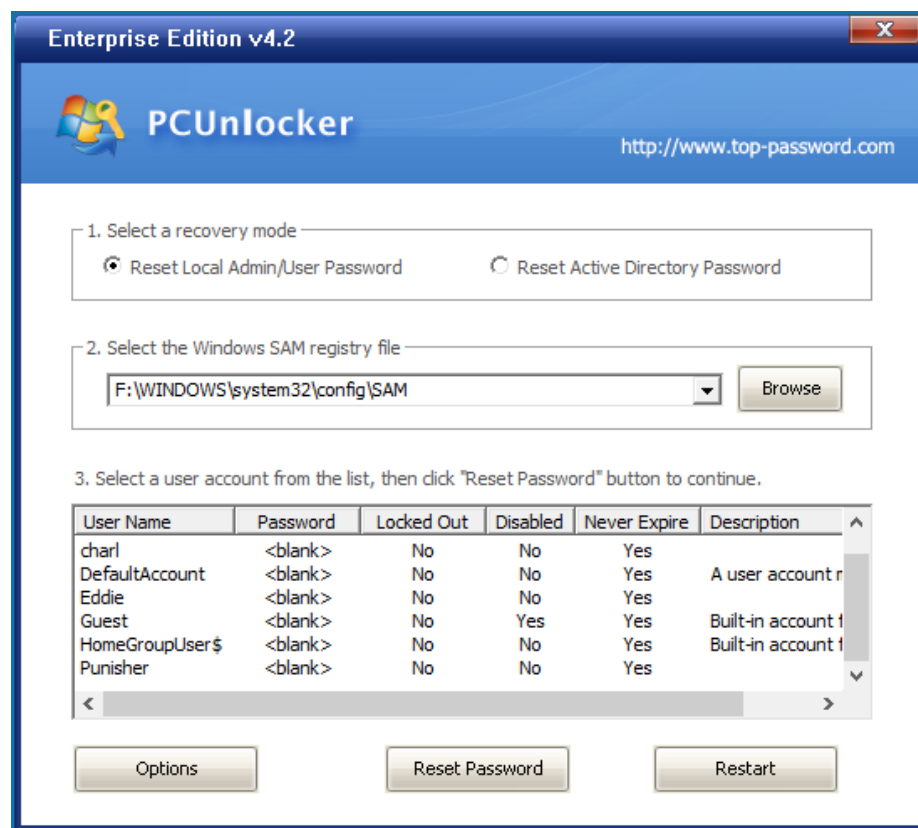 Enterprise Edition v4.2
X
PCUnlocker
http://www.top-password.com
1. Select a recovery mode
Reset Local Admin/User Password Reset Active Directory Password
2. Select the Windows SAM registry file
F:\WINDOWS\system32\config\SAM Browse
3. Select a user account from the list, then click "Reset Password" button to continue.
User Name Password Locked Out Disabled Never Expire Description
charl <blank> No No Yes
DefaultAccount <blank> No No Yes A user account
Eddie <blank> No No Yes
Guest <blank> No Yes Yes Built-in account
HomeGroupUser$ <blank> No No Yes Built-in account
Punisher <blank> No No Yes
Options Reset Password Restart